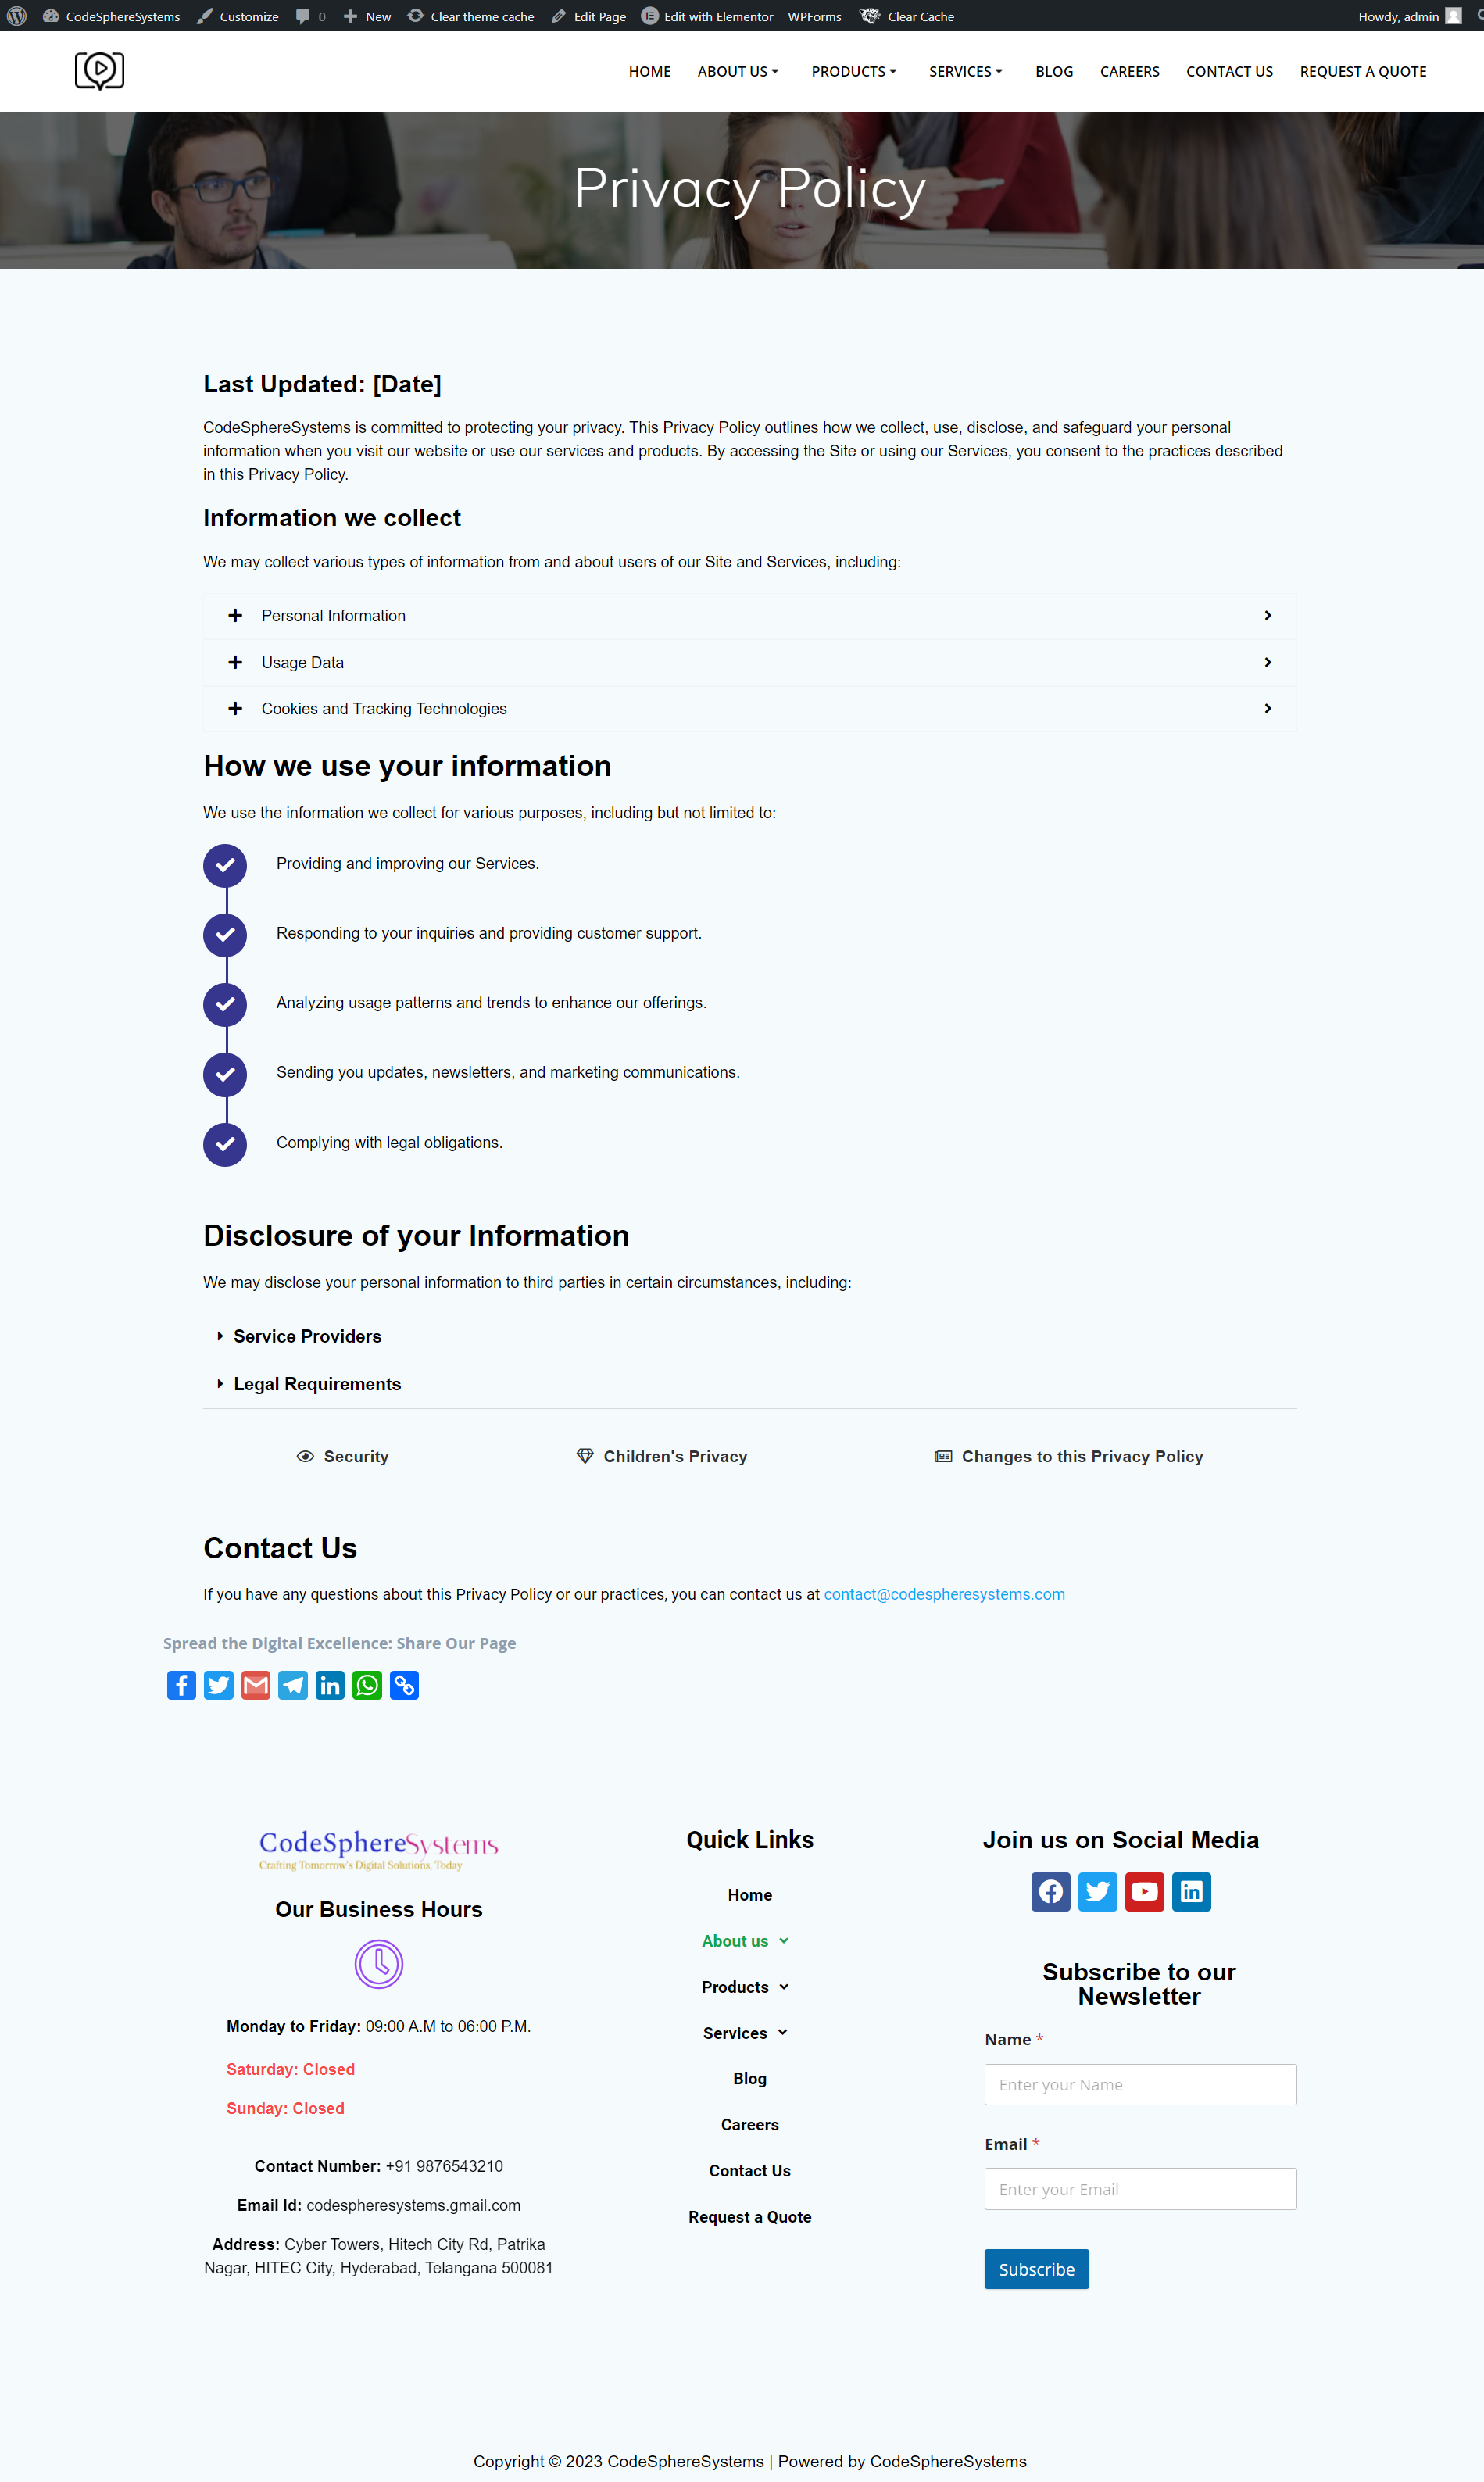 CodeSphereSystems Customize 0 New Clear theme cache Edit Page Edit with Elementor WPForms Clear Cache Howdy, admin
HOME ABOUT US PRODUCTS SERVICES BLOG CAREERS CONTACT US REQUEST A QUOTE
Privacy Policy
Last Updated: [Date]
CodeSphereSystems is committed to protecting your privacy. This Privacy Policy outlines how we collect, use, disclose, and safeguard your personal
information when you visit our website or use our services and products. By accessing the Site or using our Services, you consent to the practices described
in this Privacy Policy.
Information we collect
We may collect various types of information from and about users of our Site and Services, including:
Personal Information
Usage Data
Cookies and Tracking Technologies
How we use your information
We use the information we collect for various purposes, including but not limited to:
Providing and improving our Services.
Responding to your inquiries and providing customer support.
Analyzing usage patterns and trends to enhance our offerings.
Sending you updates, newsletters, and marketing communications.
Complying with legal obligations.
Disclosure of your Information
We may disclose your personal information to third parties in certain circumstances, including:
Service Providers
Legal Requirements
Security Children's Privacy Changes to this Privacy Policy
Contact Us
If you have any questions about this Privacy Policy or our practices, you can contact us at contact@codespheresystems.com
Spread the Digital Excellence: Share Our Page
CodeSphereSystems
Crafting Tomorrow's Digital Solutions, Today
Our Business Hours
Monday to Friday: 09:00 A.M to 06:00 P.M.
Saturday: Closed
Sunday: Closed
Contact Number: +91 9876543210
Email Id: codespheresystems.gmail.com
Address: Cyber Towers, Hitech City Rd, Patrika
Nagar, HITEC City, Hyderabad, Telangana 500081
Quick Links
Home
About us
Products
Services
Blog
Careers
Contact Us
Request a Quote
Join us on Social Media
Subscribe to our
Newsletter
Name *
Enter your Name
Email *
Enter your Email
Subscribe
Copyright © 2023 CodeSphereSystems | Powered by CodeSphereSystems